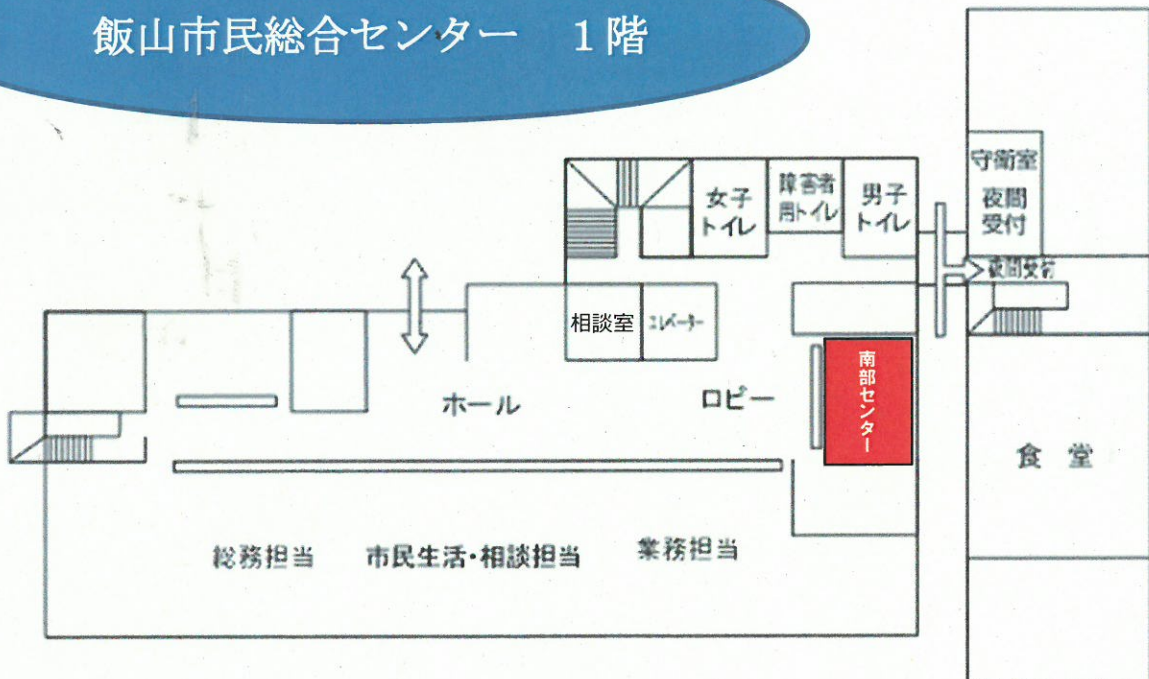 飯山市民総合センター 1階
守衛室
夜間
受付
女子
トイレ
障害者
用トイレ
男子
トイレ
夜間受付
相談室
エレベーター
南部センター
ホール
ロビー
食堂
総務担当
市民生活・相談担当
業務担当